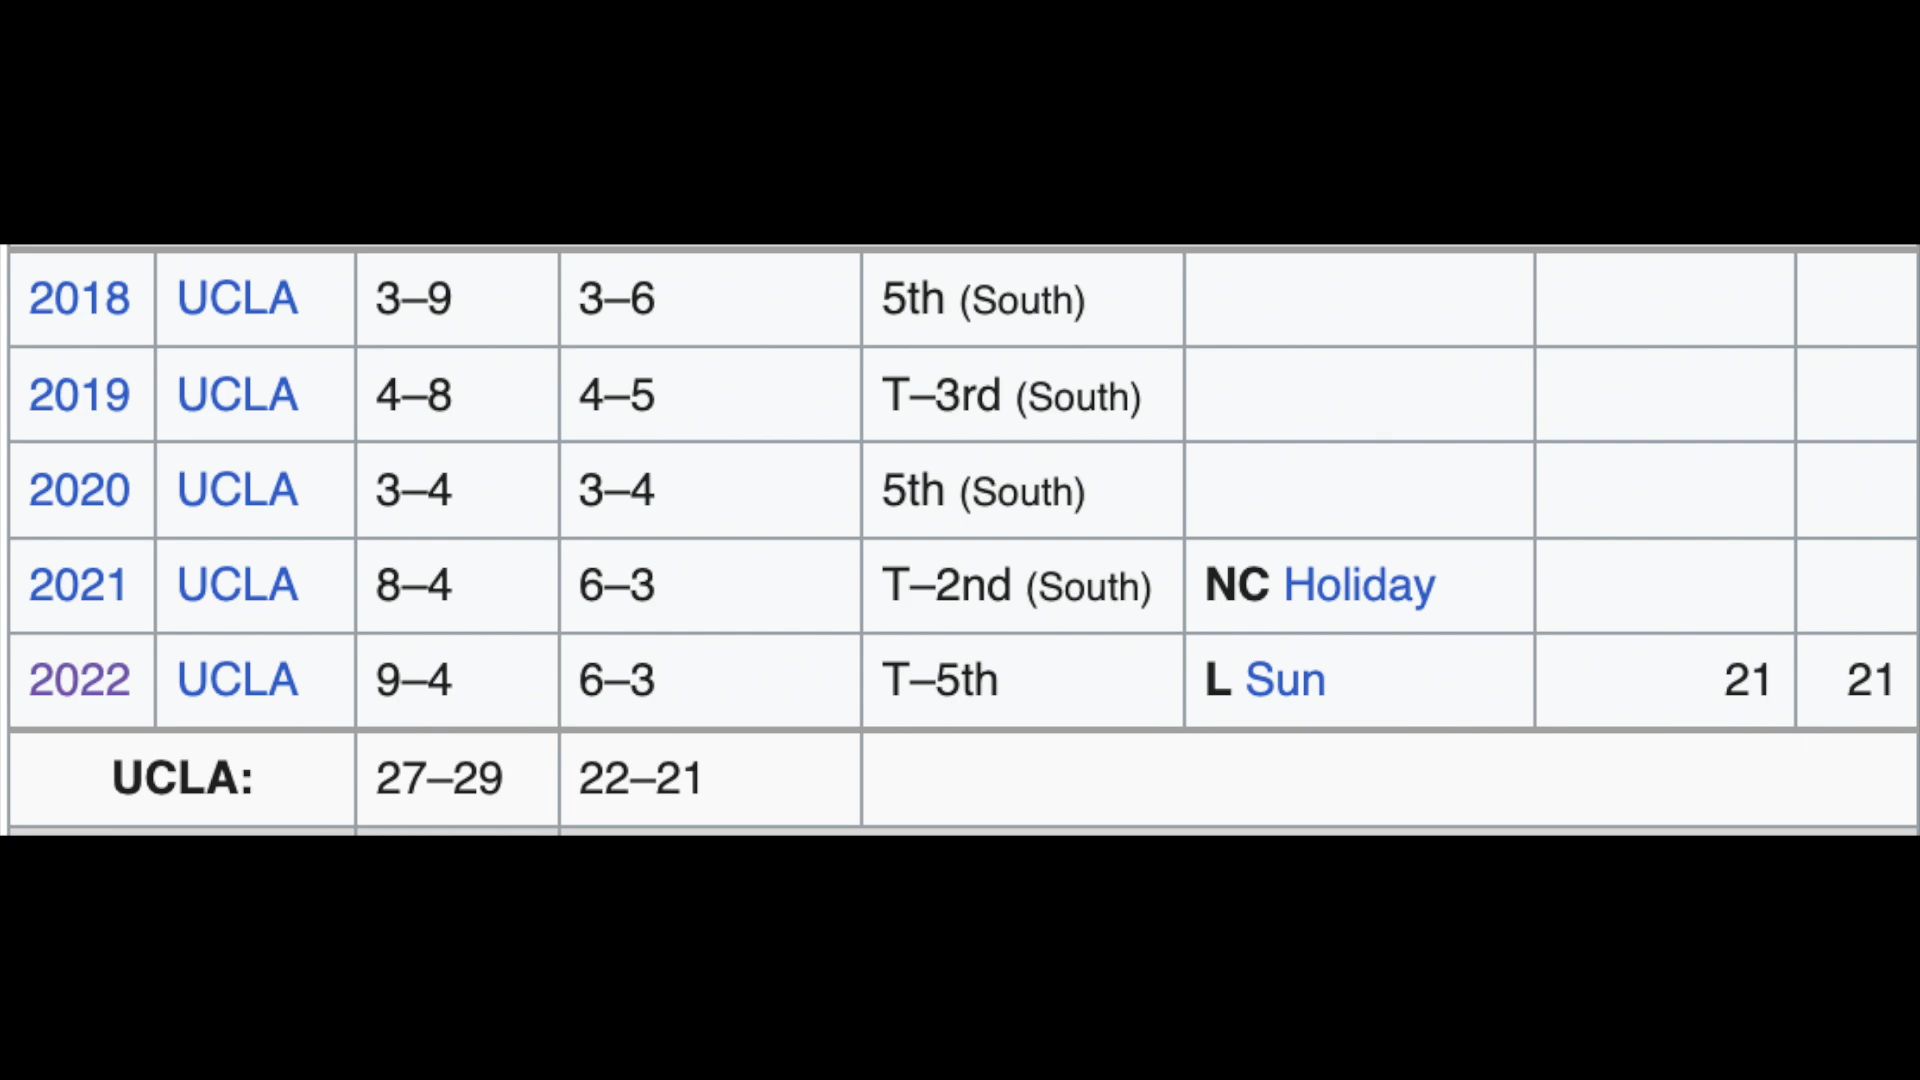 2018 UCLA 3–9 3–6 5th (South)
2019 UCLA 4–8 4–5 T–3rd (South)
2020 UCLA 3–4 3–4 5th (South)
2021 UCLA 8–4 6–3 T–2nd (South) NC Holiday
2022 UCLA 9–4 6–3 T–5th L Sun 21 21
UCLA: 27–29 22–21